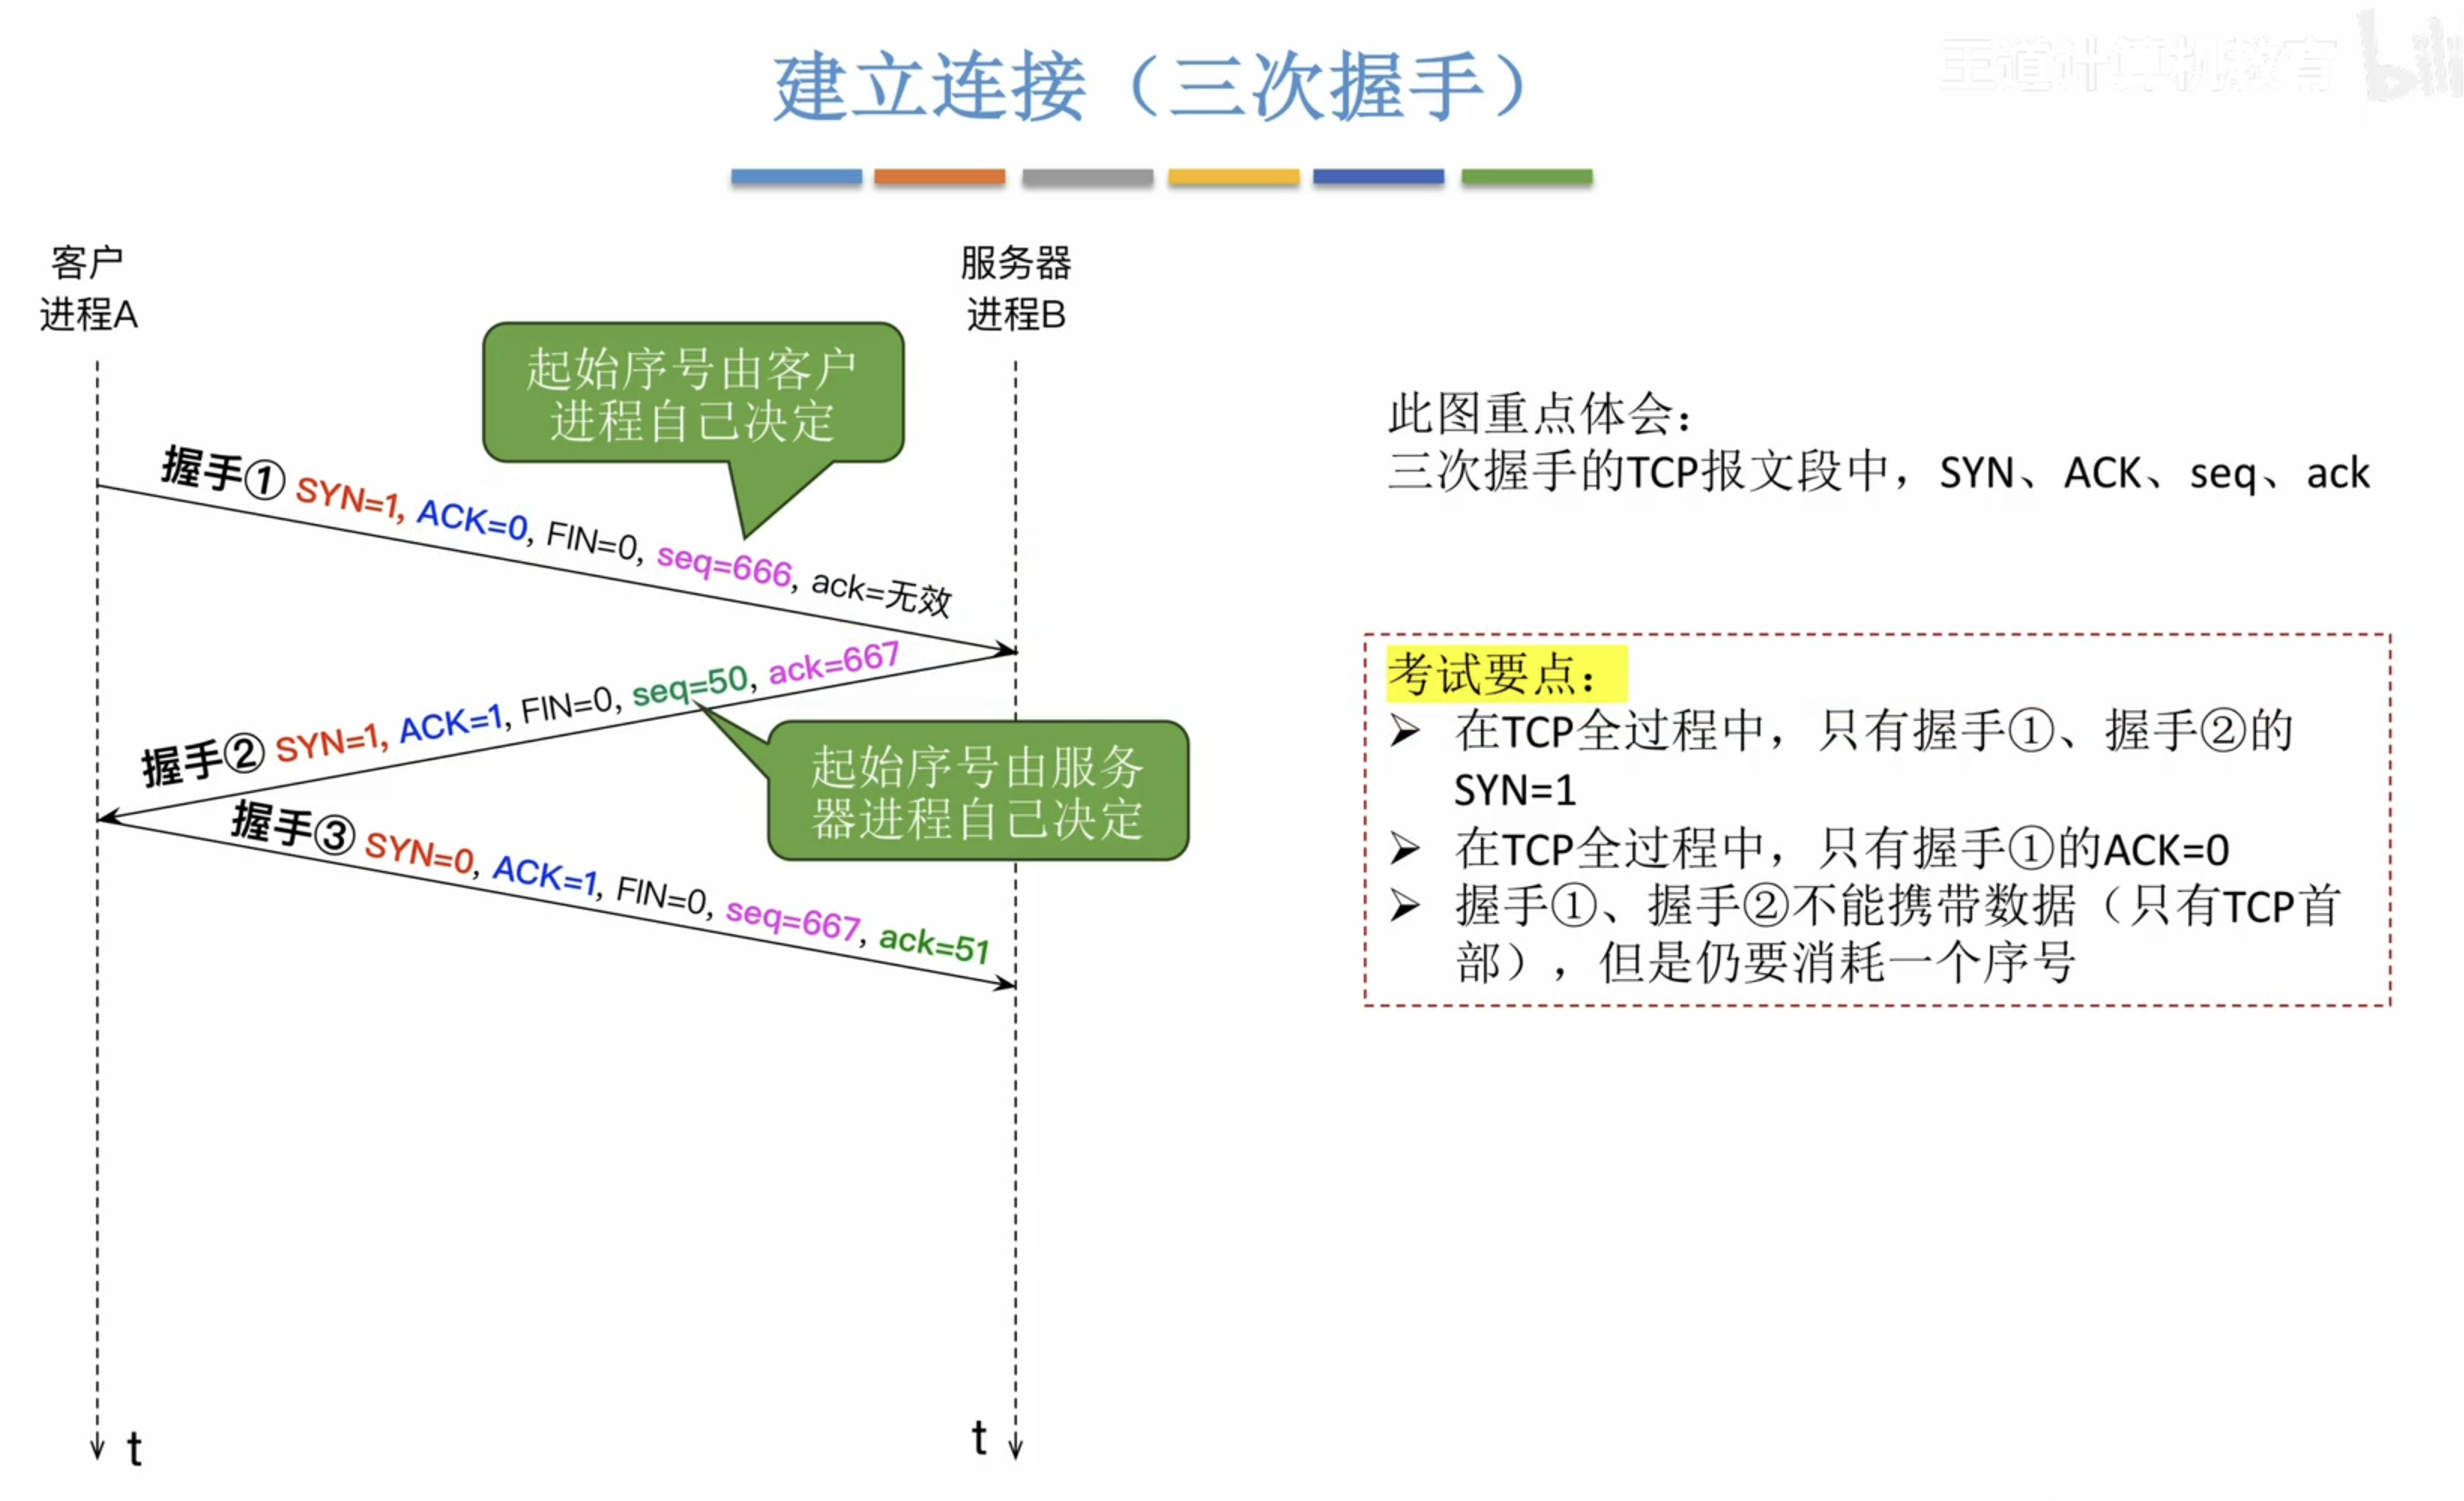 建立连接（三次握手）
王道计算机教育
bili
客户
进程A
服务器
进程B
起始序号由客户
进程自己决定
握手① SYN=1, ACK=0, FIN=0, seq=666, ack=无效
握手② SYN=1, ACK=1, FIN=0, seq=50, ack=667
起始序号由服务
器进程自己决定
握手③ SYN=0, ACK=1, FIN=0, seq=667, ack=51
t
t
此图重点体会：
三次握手的TCP报文段中，SYN、ACK、seq、ack
考试要点：
➢ 在TCP全过程中，只有握手①、握手②的
SYN=1
➢ 在TCP全过程中，只有握手①的ACK=0
➢ 握手①、握手②不能携带数据（只有TCP首
部），但是仍要消耗一个序号